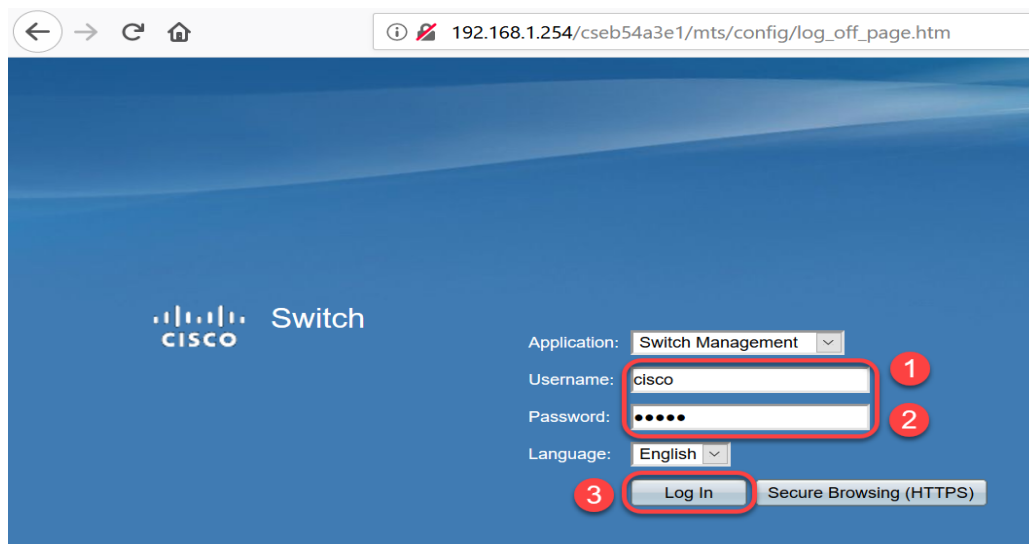 192.168.1.254/cseb54a3e1/mts/config/log_off_page.htm
CISCO Switch
Application: Switch Management
Username: cisco 1
Password: ●●●●● 2
Language: English
3 Log In Secure Browsing (HTTPS)